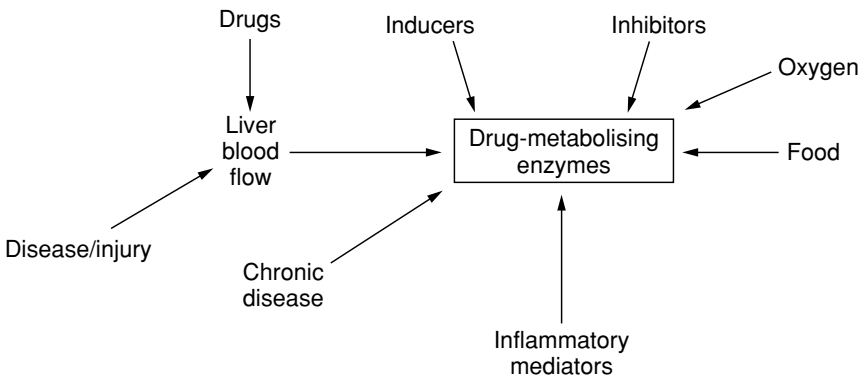 Drugs
Inducers
Inhibitors
Oxygen
Liver
blood
flow
Drug-metabolising
enzymes
Food
Disease/injury
Chronic
disease
Inflammatory
mediators